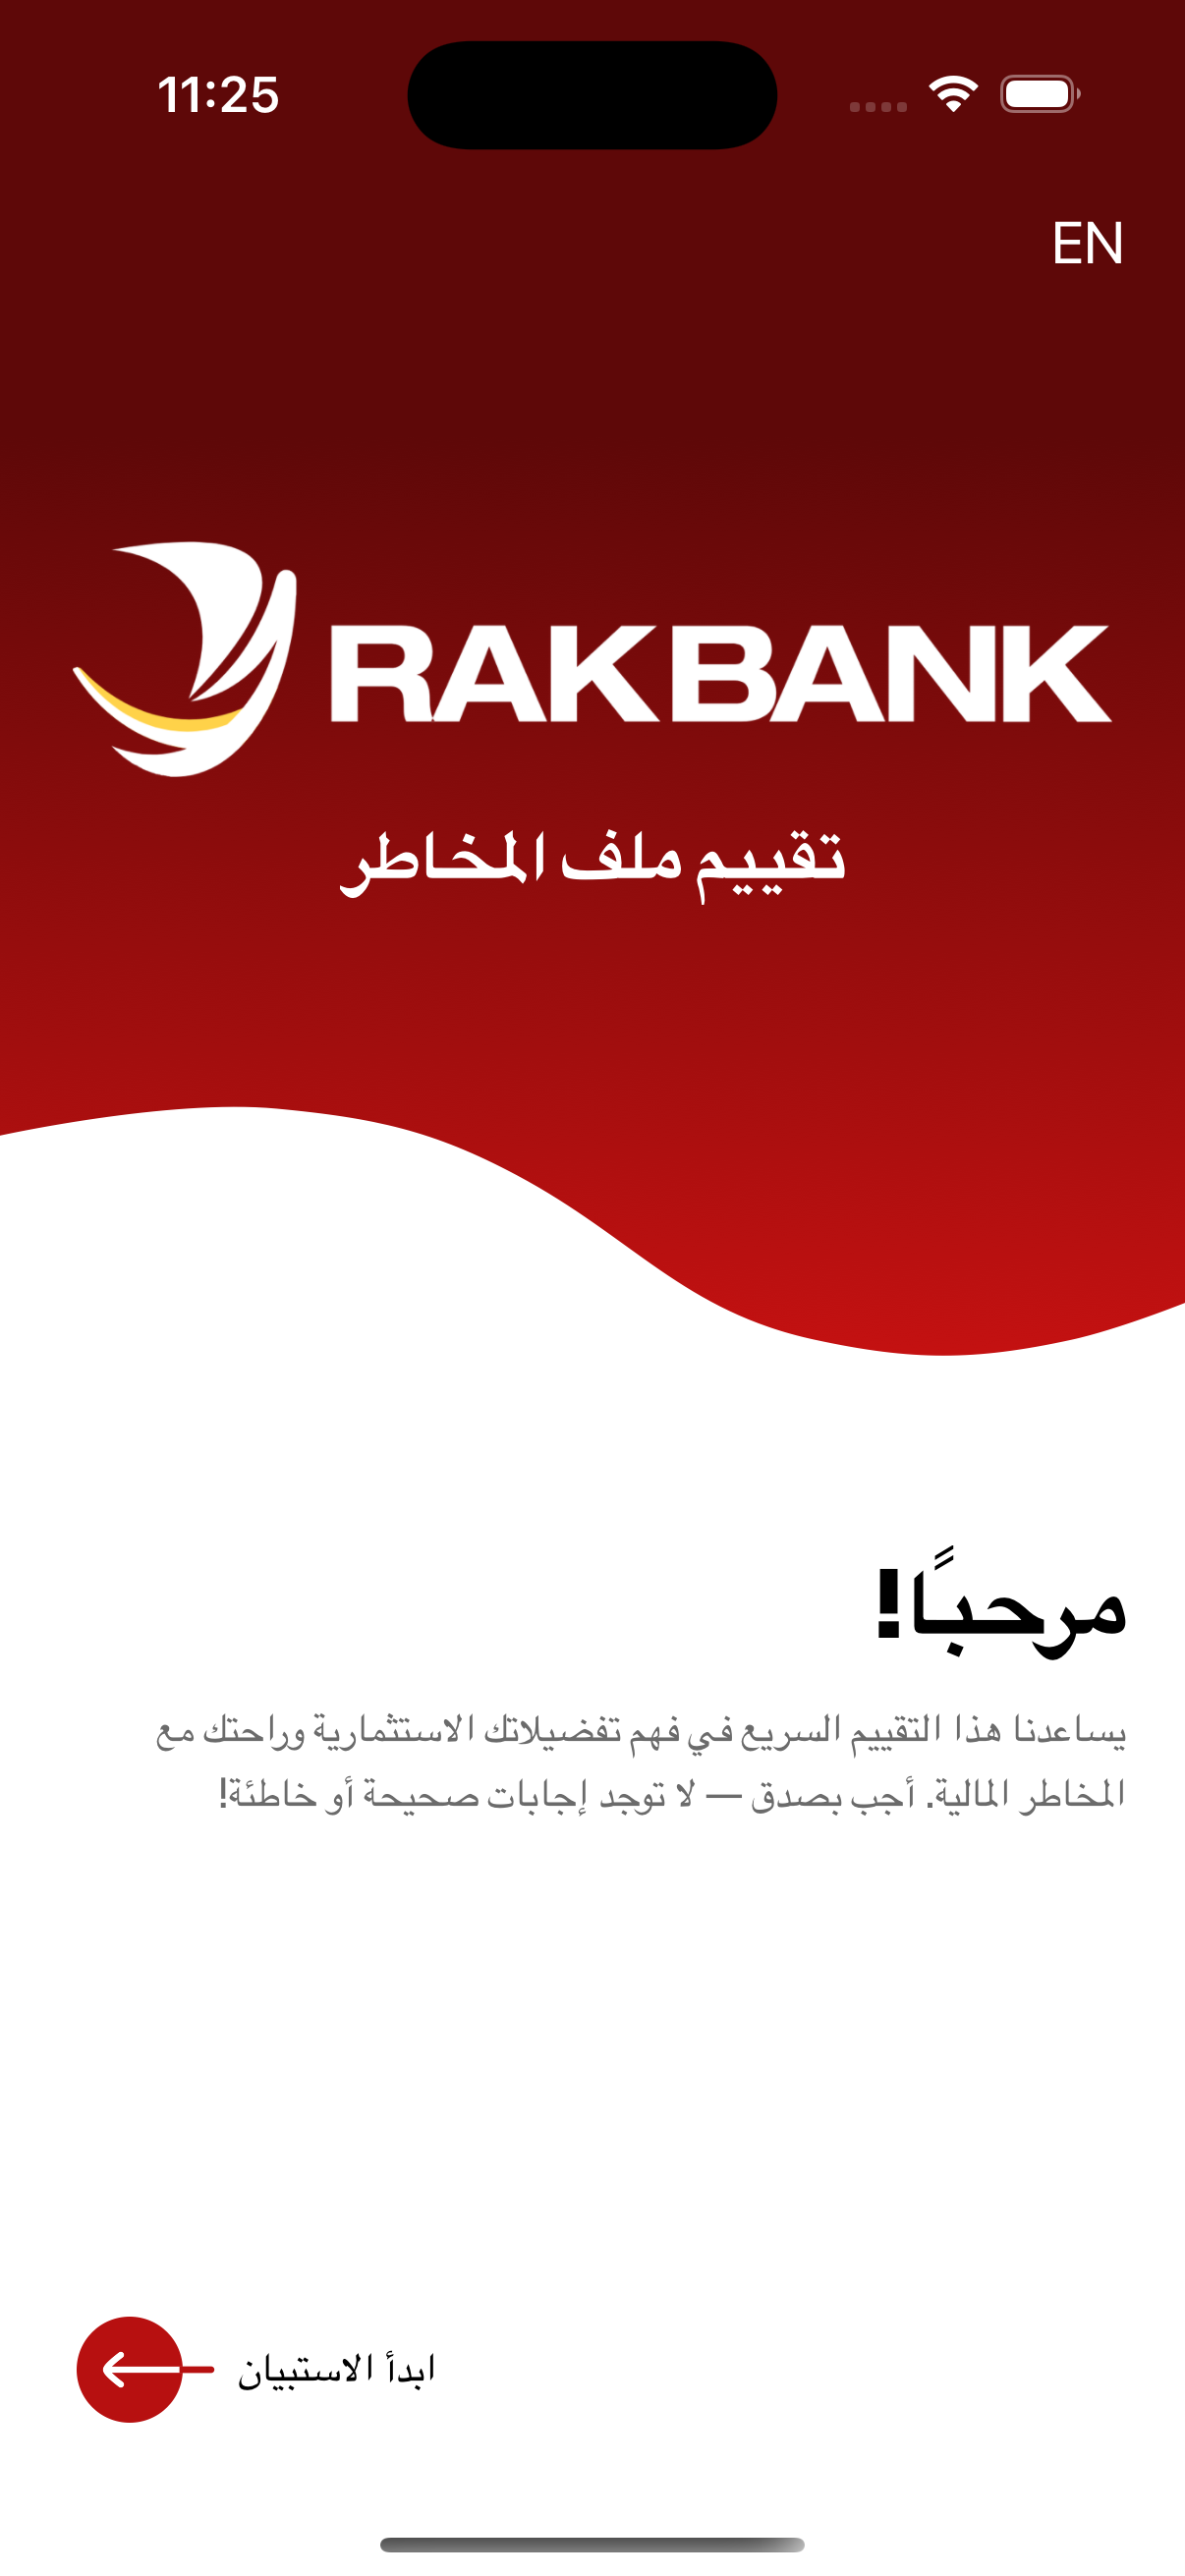 11:25
EN
RAKBANK
تقييم ملف المخاطر
مرحبًا!
يساعدنا هذا التقييم السريع في فهم تفضيلاتك الاستثمارية وراحتك مع
المخاطر المالية. أجب بصدق — لا توجد إجابات صحيحة أو خاطئة!
ابدأ الاستبيان